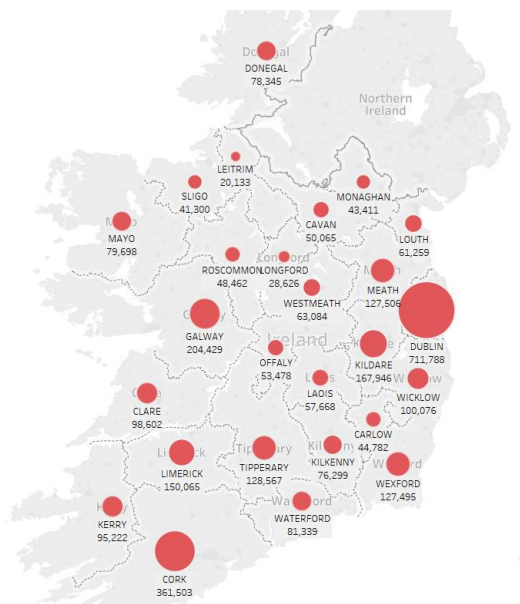 DONEGAL
78,345
Northern
Ireland
LEITRIM
20,133
SLIGO
41,300
MONAGHAN
43,411
CAVAN
50,065
MAYO
79,698
LOUTH
61,259
ROSCOMMON
48,462
LONGFORD
28,626
MEATH
127,506
WESTMEATH
63,084
GALWAY
204,429
DUBLIN
711,788
Ireland
OFFALY
53,478
KILDARE
167,946
LAOIS
57,668
WICKLOW
100,076
CLARE
98,602
CARLOW
44,782
LIMERICK
150,065
TIPPERARY
128,567
KILKENNY
76,299
WEXFORD
127,495
KERRY
95,222
WATERFORD
81,339
CORK
361,503